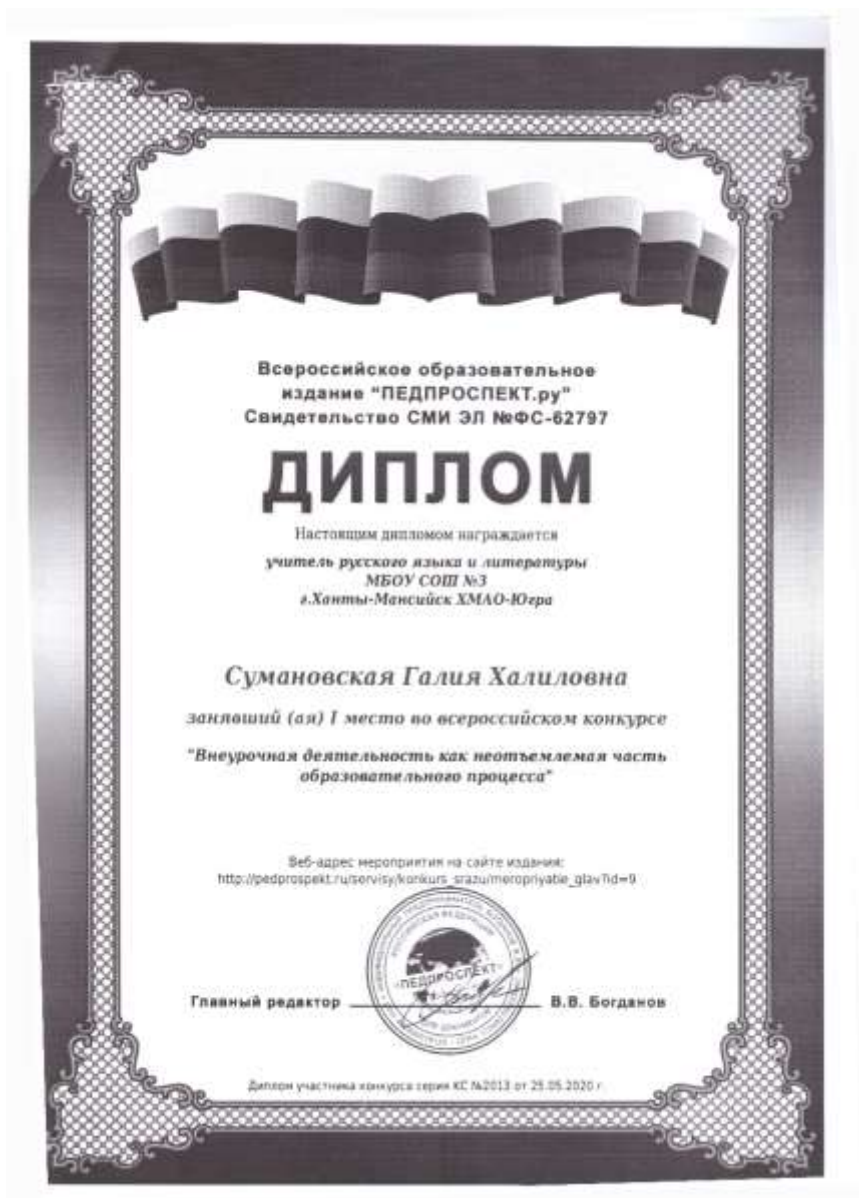 Всероссийское образовательное
издание "ПЕДПРОСПЕКТ.ру"
Свидетельство СМИ ЭЛ №ФС-62797
ДИПЛОМ
Настоящим дипломом награждается
учитель русского языка и литературы
МБОУ СОШ №3
г.Ханты-Мансийск ХМАО-Югра
Сумановская Галия Халиловна
занявший (ая) I место во всероссийском конкурсе
"Внеурочная деятельность как неотъемлемая часть
образовательного процесса"
Веб-адрес мероприятия на сайте издания:
http://pedprospekt.ru/servisy/konkurs_srazu/meropriyatie_glav?id=9
РОССИЙСКАЯ ФЕДЕРАЦИЯ
«ПЕДПРОСПЕКТ»
Главный редактор В.В. Богданов
Диплом участника конкурса серия КС №2013 от 25.05.2020 г.